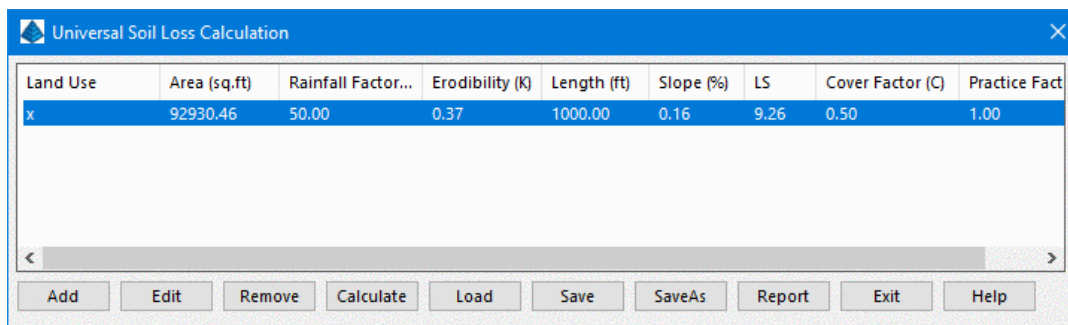 Universal Soil Loss Calculation
Land Use Area (sq.ft) Rainfall Factor... Erodibility (K) Length (ft) Slope (%) LS Cover Factor (C) Practice Fact
x 92930.46 50.00 0.37 1000.00 0.16 9.26 0.50 1.00
Add Edit Remove Calculate Load Save SaveAs Report Exit Help